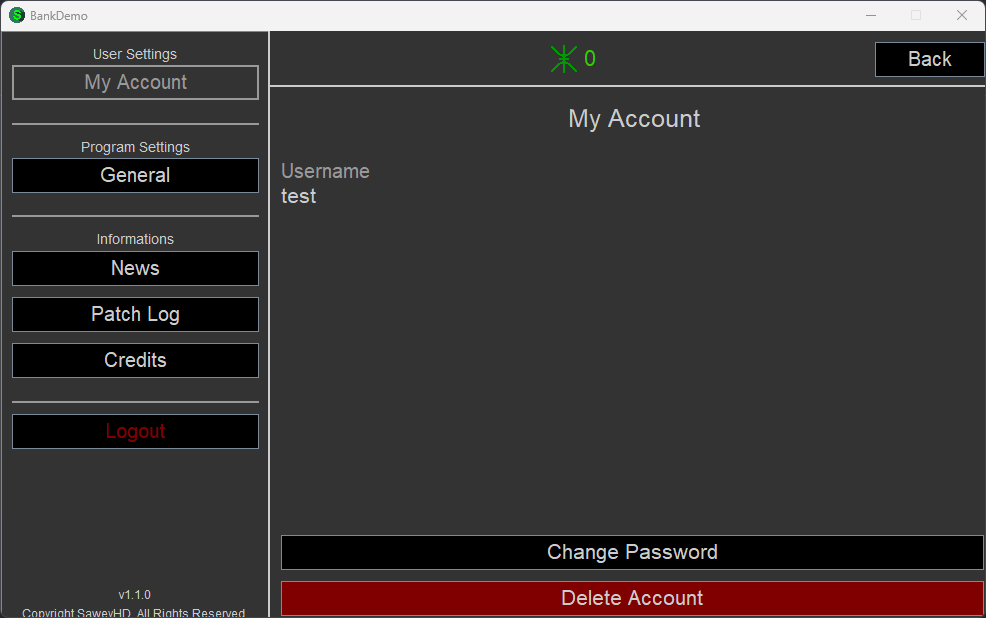 BankDemo
User Settings
My Account
Program Settings
General
Informations
News
Patch Log
Credits
Logout
v1.1.0
Copyright SaweyHD. All Rights Reserved.
0
Back
My Account
Username
test
Change Password
Delete Account